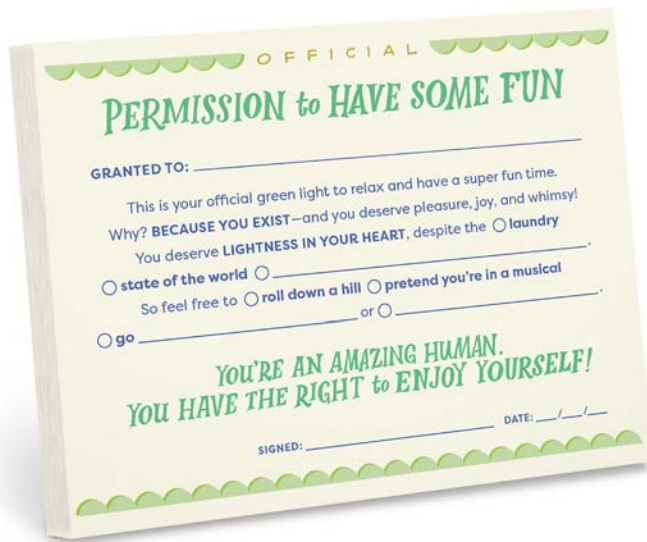 OFFICIAL
PERMISSION to HAVE SOME FUN
GRANTED TO:
This is your official green light to relax and have a super fun time.
Why? BECAUSE YOU EXIST—and you deserve pleasure, joy, and whimsy!
You deserve LIGHTNESS IN YOUR HEART, despite the laundry
state of the world .
So feel free to roll down a hill pretend you're in a musical
go or .
YOU'RE AN AMAZING HUMAN.
YOU HAVE THE RIGHT to ENJOY YOURSELF!
SIGNED: DATE: __/__/__